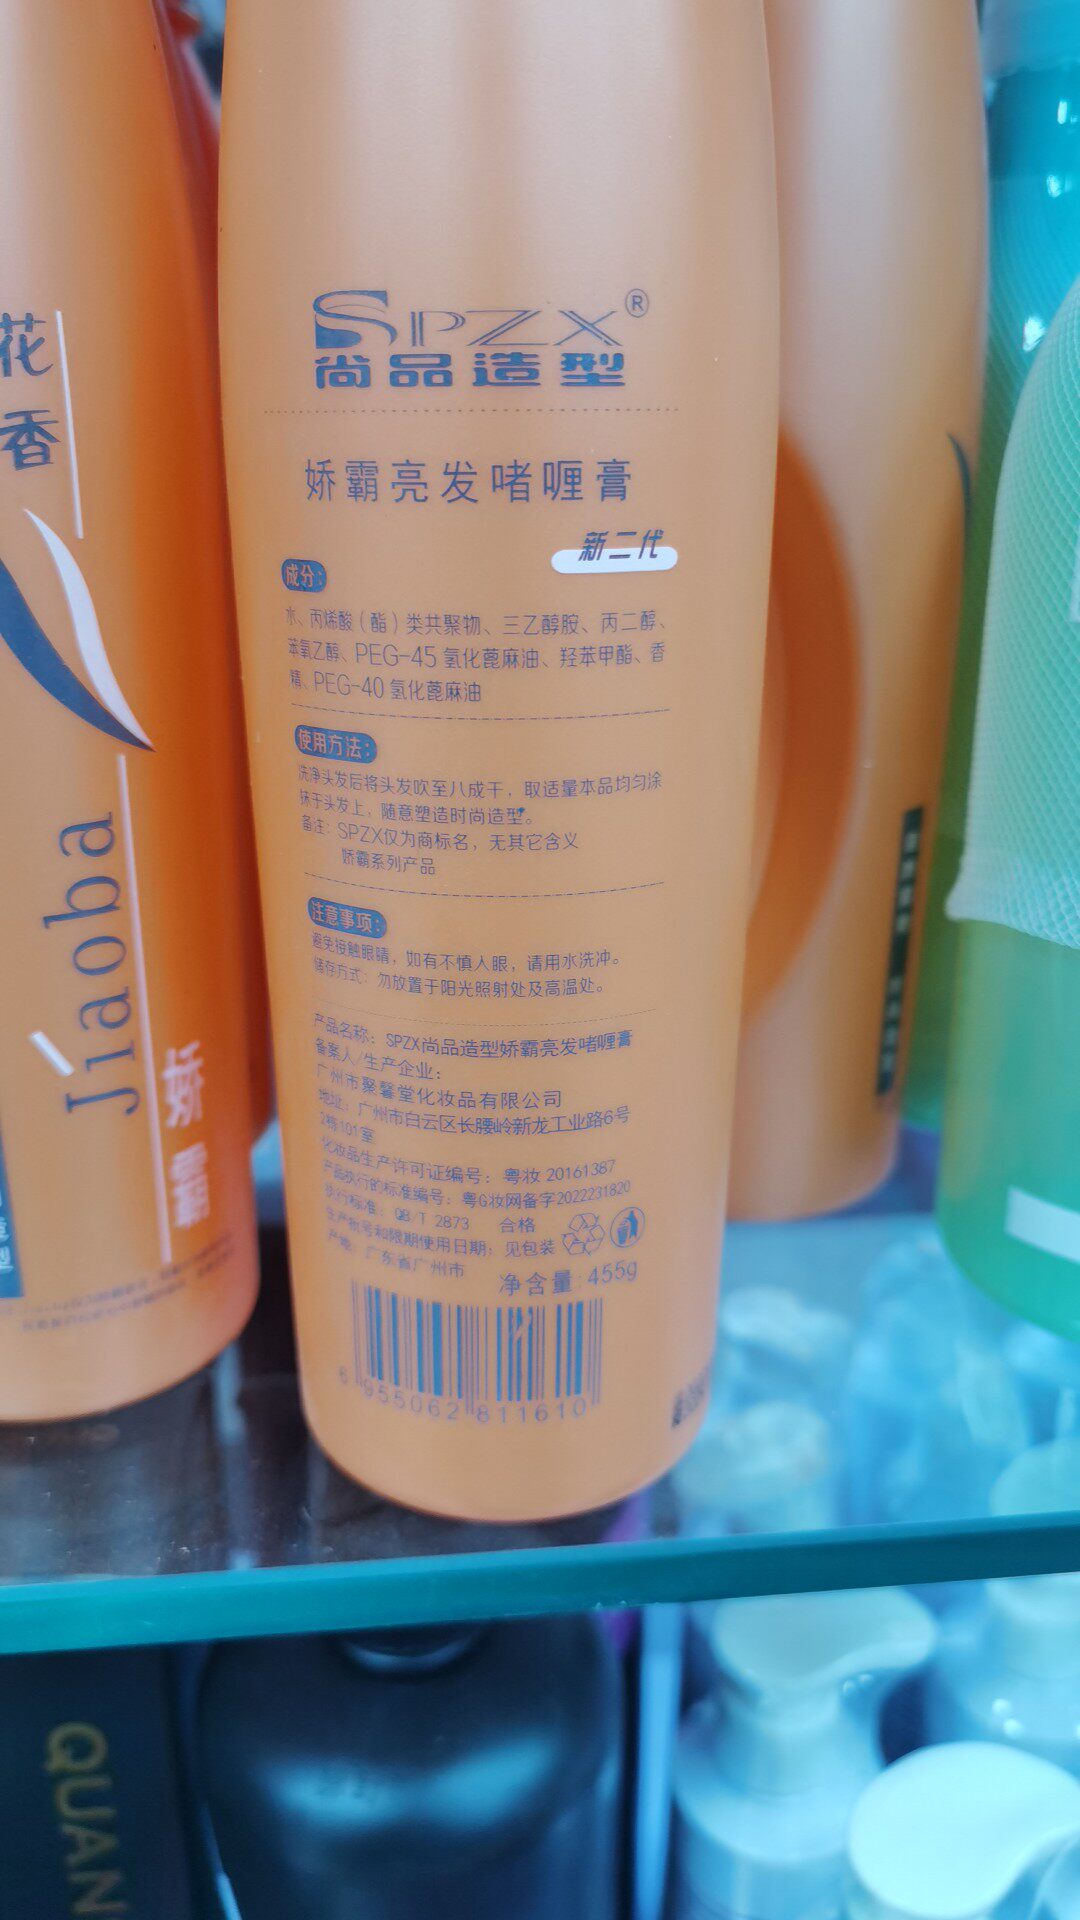 SPZX®
尚品造型
娇霸亮发啫喱膏
新二代
成分：
水、丙烯酸（酯）类共聚物、三乙醇胺、丙二醇、
苯氧乙醇、PEG-45 氢化蓖麻油、羟苯甲酯、香
精、PEG-40 氢化蓖麻油
使用方法：
洗净头发后将头发吹至八成干，取适量本品均匀涂
抹于头发上，随意塑造时尚造型。
备注：SPZX仅为商标名，无其它含义
娇霸系列产品
注意事项：
避免接触眼睛，如有不慎入眼，请用水洗冲。
储存方式：勿放置于阳光照射处及高温处。
产品名称：SPZX尚品造型娇霸亮发啫喱膏
备案人/生产企业：
广州市聚馨堂化妆品有限公司
地址：广州市白云区长腰岭新龙工业路6号
2栋101室
化妆品生产许可证编号：粤妆 20161387
产品执行的标准编号：粤G妆网备字2022231820
执行标准：QB T 2873 合格
生产批号和限期使用日期：见包装
产地：广东省广州市
净含量：455g
6 955062 811610
花
香
Jiaoba
娇霸
型
QUAN